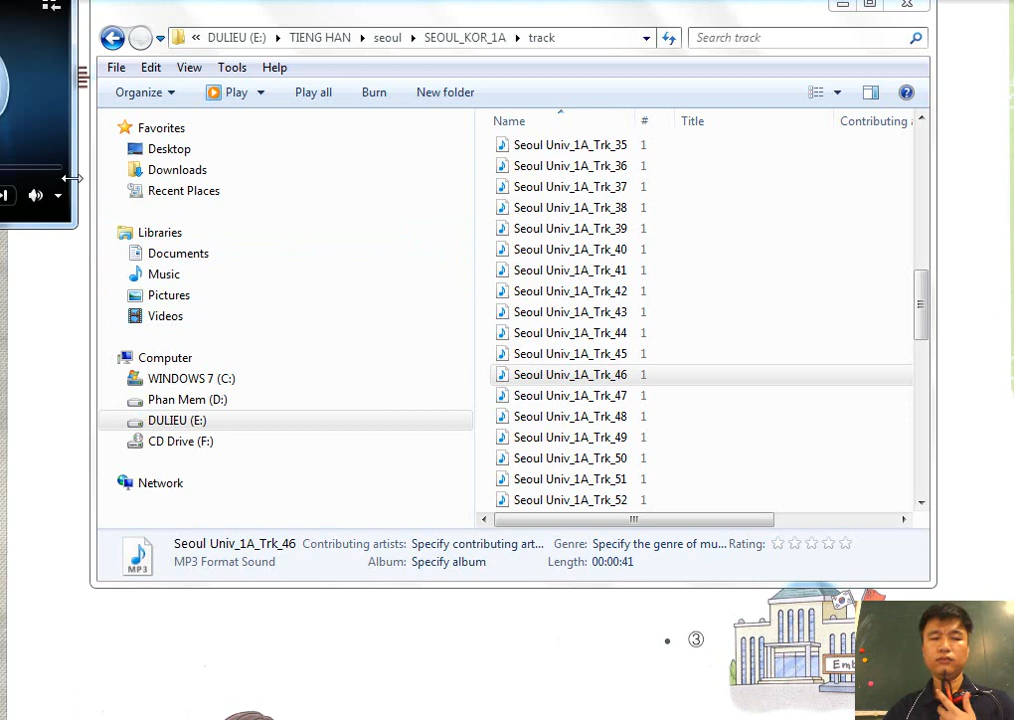 « DULIEU (E:) TIENG HAN seoul SEOUL_KOR_1A track
Search track
File Edit View Tools Help
Organize Play Play all Burn New folder
Favorites
Desktop
Downloads
Recent Places
Libraries
Documents
Music
Pictures
Videos
Computer
WINDOWS 7 (C:)
Phan Mem (D:)
DULIEU (E:)
CD Drive (F:)
Network
Name # Title Contributing
Seoul Univ_1A_Trk_35 1
Seoul Univ_1A_Trk_36 1
Seoul Univ_1A_Trk_37 1
Seoul Univ_1A_Trk_38 1
Seoul Univ_1A_Trk_39 1
Seoul Univ_1A_Trk_40 1
Seoul Univ_1A_Trk_41 1
Seoul Univ_1A_Trk_42 1
Seoul Univ_1A_Trk_43 1
Seoul Univ_1A_Trk_44 1
Seoul Univ_1A_Trk_45 1
Seoul Univ_1A_Trk_46 1
Seoul Univ_1A_Trk_47 1
Seoul Univ_1A_Trk_48 1
Seoul Univ_1A_Trk_49 1
Seoul Univ_1A_Trk_50 1
Seoul Univ_1A_Trk_51 1
Seoul Univ_1A_Trk_52 1
Seoul Univ_1A_Trk_46 Contributing artists: Specify contributing art... Genre: Specify the genre of mu... Rating:
MP3 Format Sound Album: Specify album Length: 00:00:41
MP3
• ③
Emb